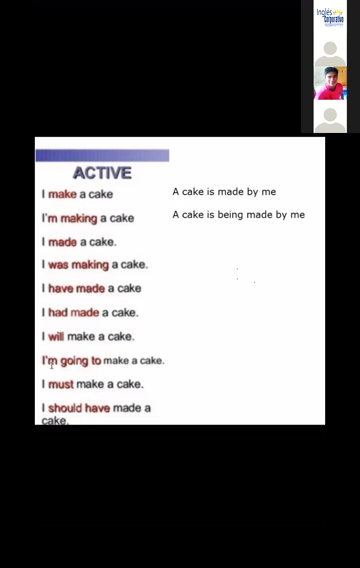 Inglés
Corporativo
ACTIVE
I make a cake
A cake is made by me
I'm making a cake
A cake is being made by me
I made a cake.
I was making a cake.
I have made a cake
I had made a cake.
I will make a cake.
I'm going to make a cake.
I must make a cake.
I should have made a
cake.